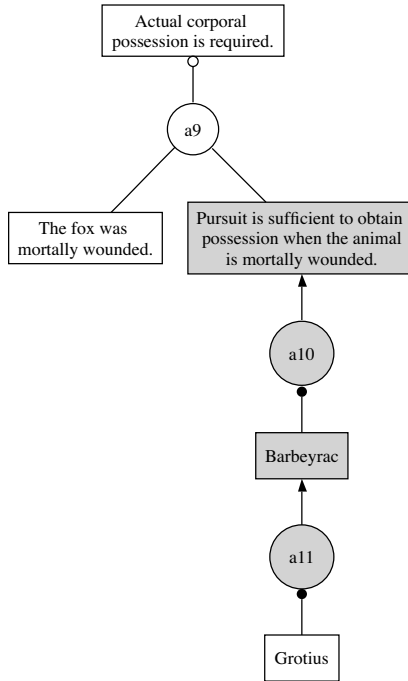 Actual corporal
possession is required.
a9
The fox was
mortally wounded.
Pursuit is sufficient to obtain
possession when the animal
is mortally wounded.
a10
Barbeyrac
a11
Grotius